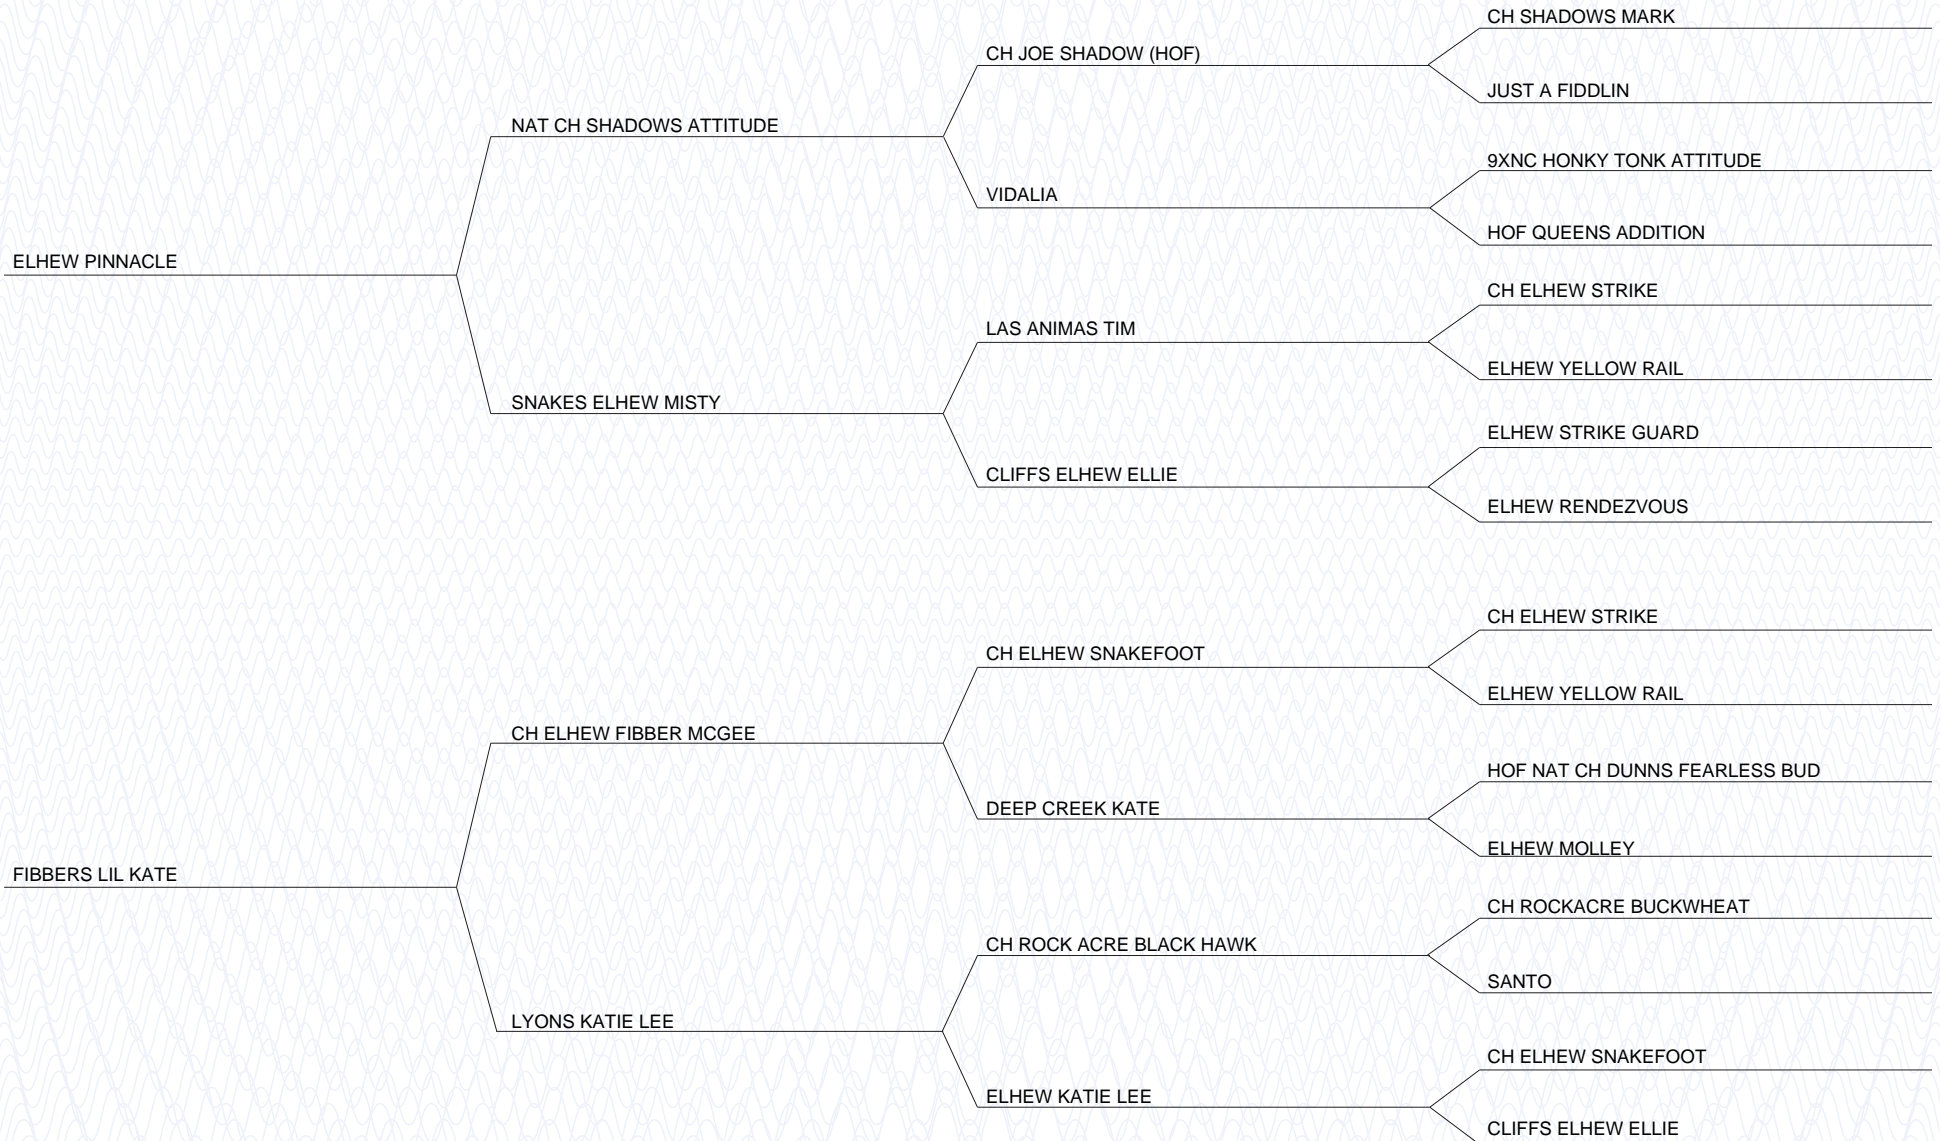 CH SHADOWS MARK
CH JOE SHADOW (HOF)
JUST A FIDDLIN
NAT CH SHADOWS ATTITUDE
9XNC HONKY TONK ATTITUDE
VIDALIA
HOF QUEENS ADDITION
ELHEW PINNACLE
CH ELHEW STRIKE
LAS ANIMAS TIM
ELHEW YELLOW RAIL
SNAKES ELHEW MISTY
ELHEW STRIKE GUARD
CLIFFS ELHEW ELLIE
ELHEW RENDEZVOUS
CH ELHEW STRIKE
CH ELHEW SNAKEFOOT
ELHEW YELLOW RAIL
CH ELHEW FIBBER MCGEE
HOF NAT CH DUNNS FEARLESS BUD
DEEP CREEK KATE
ELHEW MOLLEY
FIBBERS LIL KATE
CH ROCKACRE BUCKWHEAT
CH ROCK ACRE BLACK HAWK
SANTO
LYONS KATIE LEE
CH ELHEW SNAKEFOOT
ELHEW KATIE LEE
CLIFFS ELHEW ELLIE